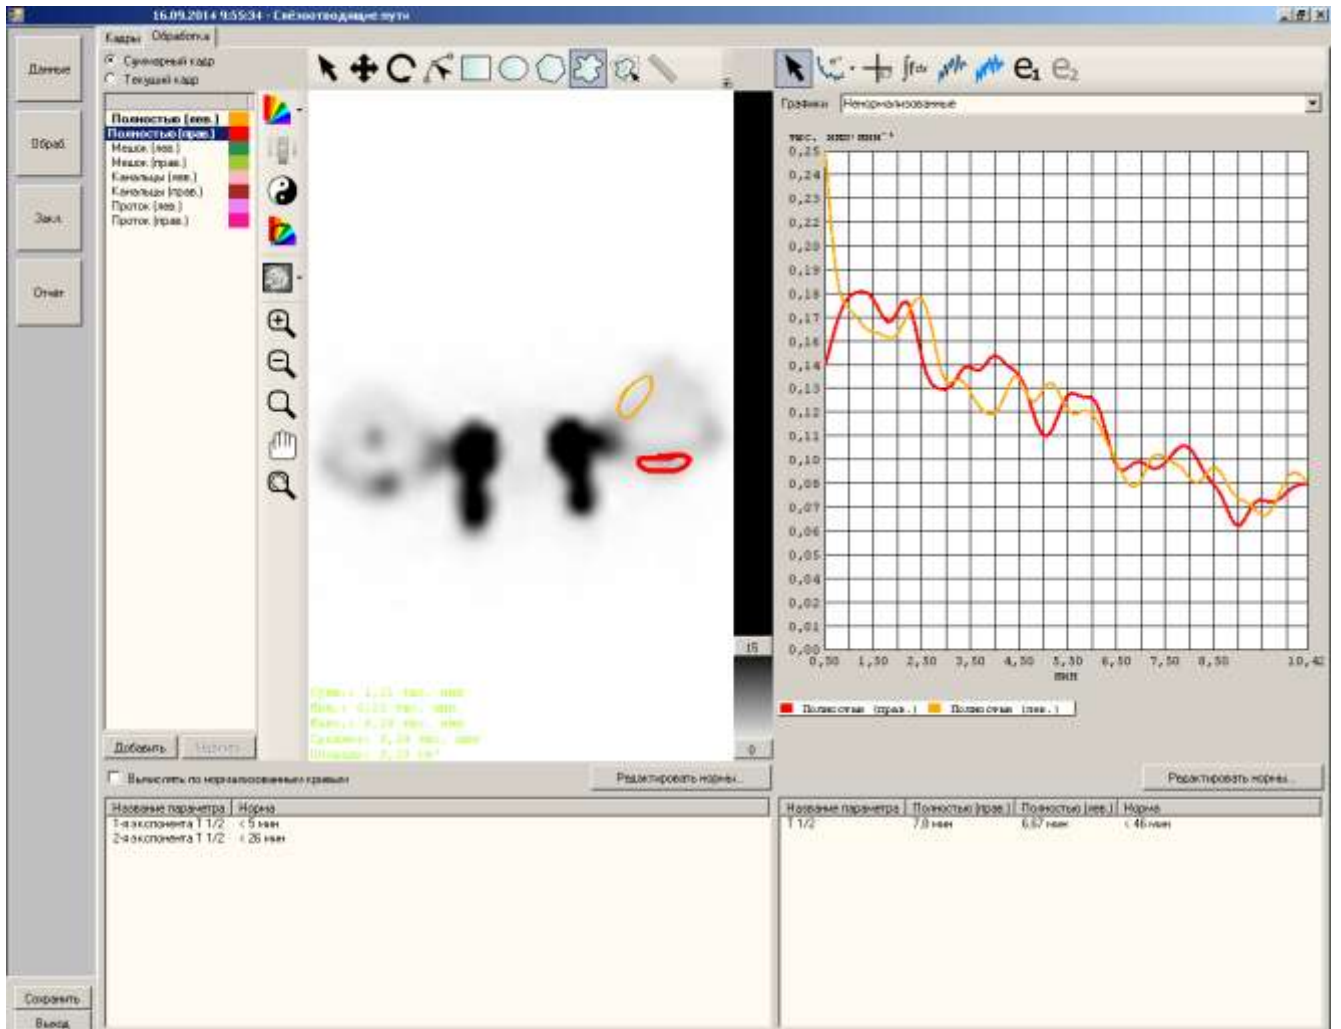 16.09.2014 9:55:34 - Слёзоотводящие пути
Кадры Обработка
Суммарный кадр
Текущий кадр
Данные
Обраб.
Закл.
Отчёт
Полностью (лев.)
Полностью (прав.)
Мешок (лев.)
Мешок (прав.)
Канальцы (лев.)
Канальцы (прав.)
Проток (лев.)
Проток (прав.)
e₁ e₂
Графики Ненормализованные
тыс. имп·мин⁻¹
0,25
0,24
0,23
0,22
0,20
0,19
0,18
0,17
0,16
0,14
0,13
0,12
0,11
0,10
0,08
0,07
0,06
0,05
0,04
0,02
0,01
0,00
0,50 1,50 2,50 3,50 4,50 5,50 6,50 7,50 8,50 10,42
мин
Полностью (прав.) Полностью (лев.)
15
0
Добавить
Вычислять по нормализованным кривым
Редактировать нормы...
Редактировать нормы...
Название параметра Норма
1-я экспонента T 1/2 < 5 мин
2-я экспонента T 1/2 < 26 мин
Название параметра Полностью (прав.) Полностью (лев.) Норма
T 1/2 7,8 мин 6,67 мин < 46 мин
Сохранить
Выход